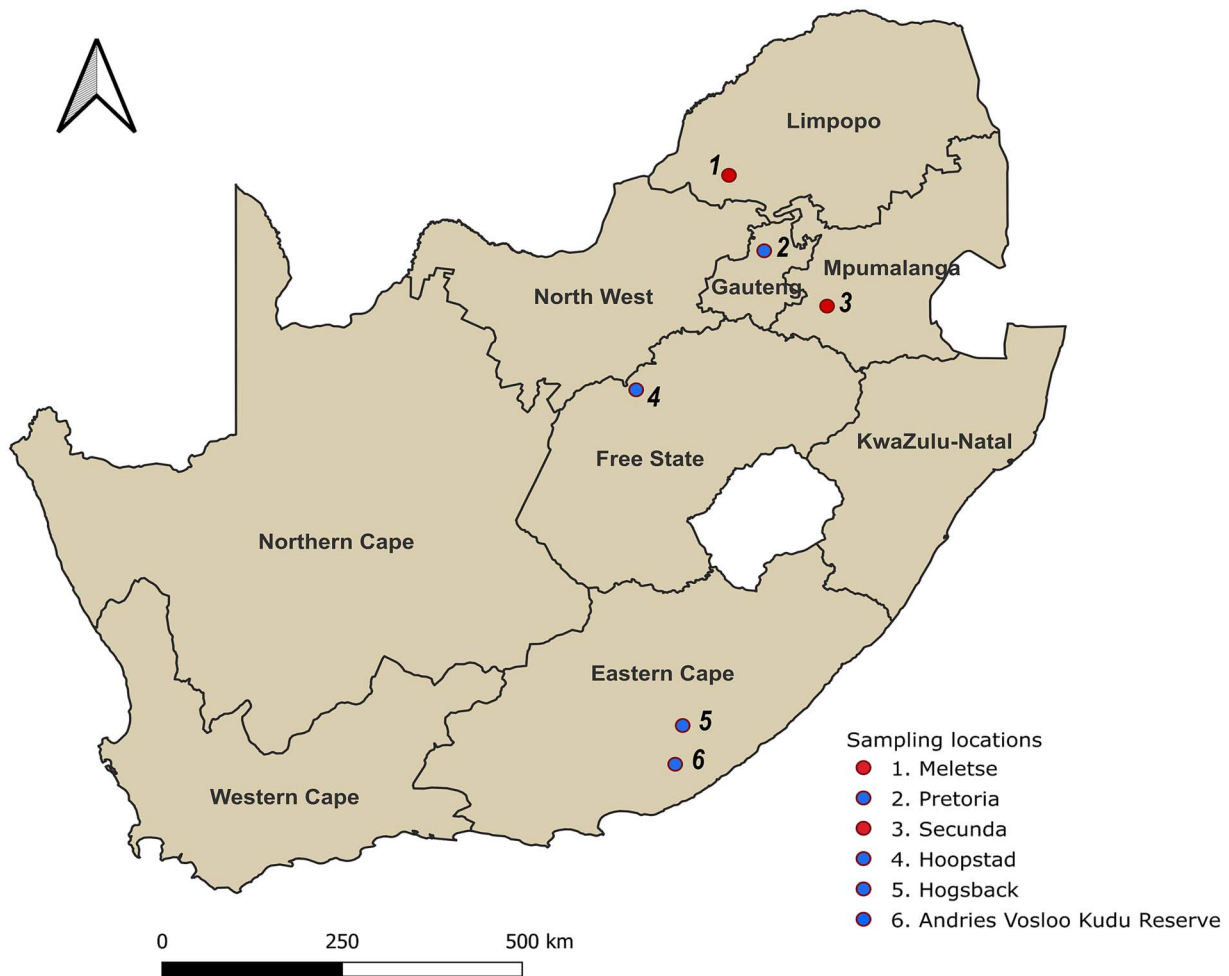 Limpopo
1
2
Mpumalanga
Gauteng
North West
3
4
KwaZulu-Natal
Free State
Northern Cape
Eastern Cape
5
6
Western Cape
Sampling locations
1. Meletse
2. Pretoria
3. Secunda
4. Hoopstad
5. Hogsback
6. Andries Vosloo Kudu Reserve
0 250 500 km